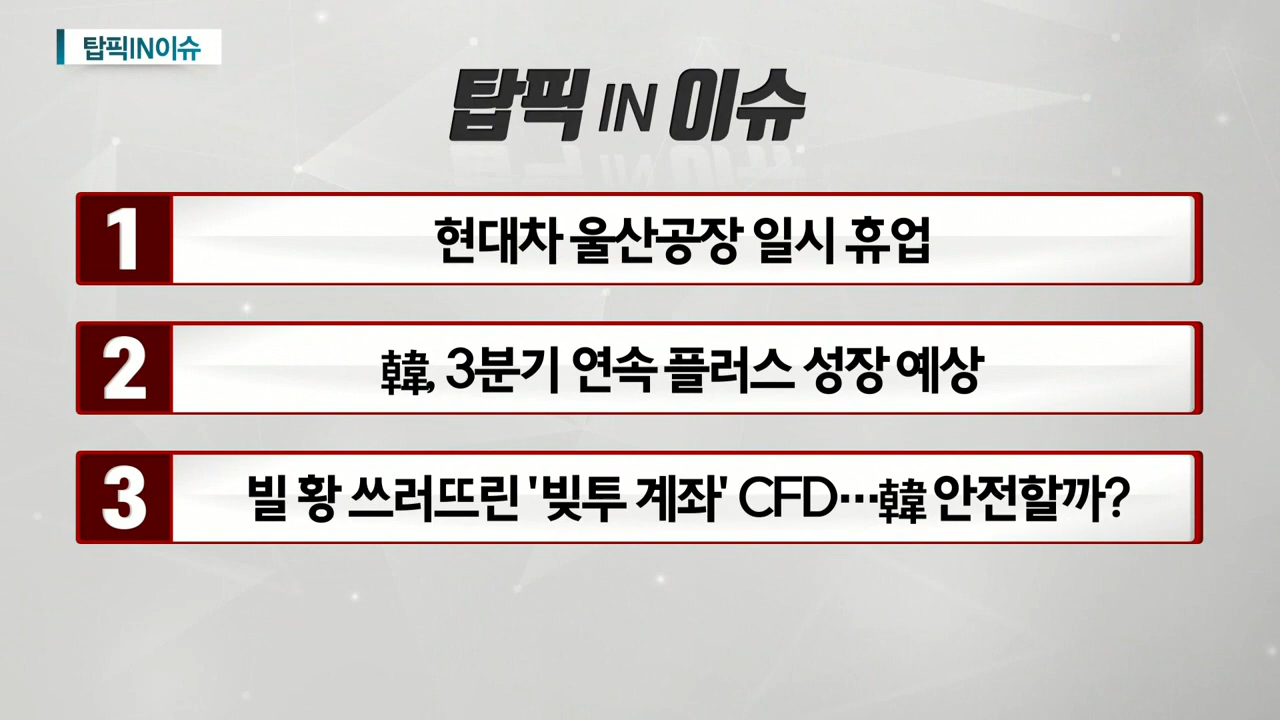 탑픽IN이슈
탑픽 IN 이슈
1 현대차 울산공장 일시 휴업
2 韓, 3분기 연속 플러스 성장 예상
3 빌 황 쓰러뜨린 '빚투 계좌' CFD…韓 안전할까?